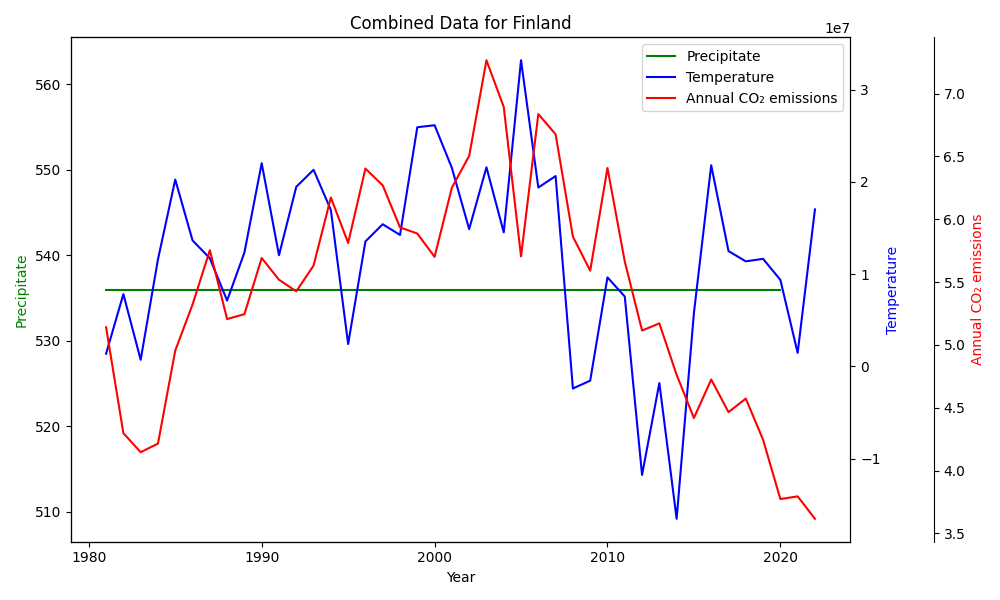 Combined Data for Finland
1e7
Precipitate
Temperature
Annual CO₂ emissions
560
550
540
530
520
510
Precipitate
3
2
1
0
−1
Temperature
7.0
6.5
6.0
5.5
5.0
4.5
4.0
3.5
Annual CO₂ emissions
1980
1990
2000
2010
2020
Year